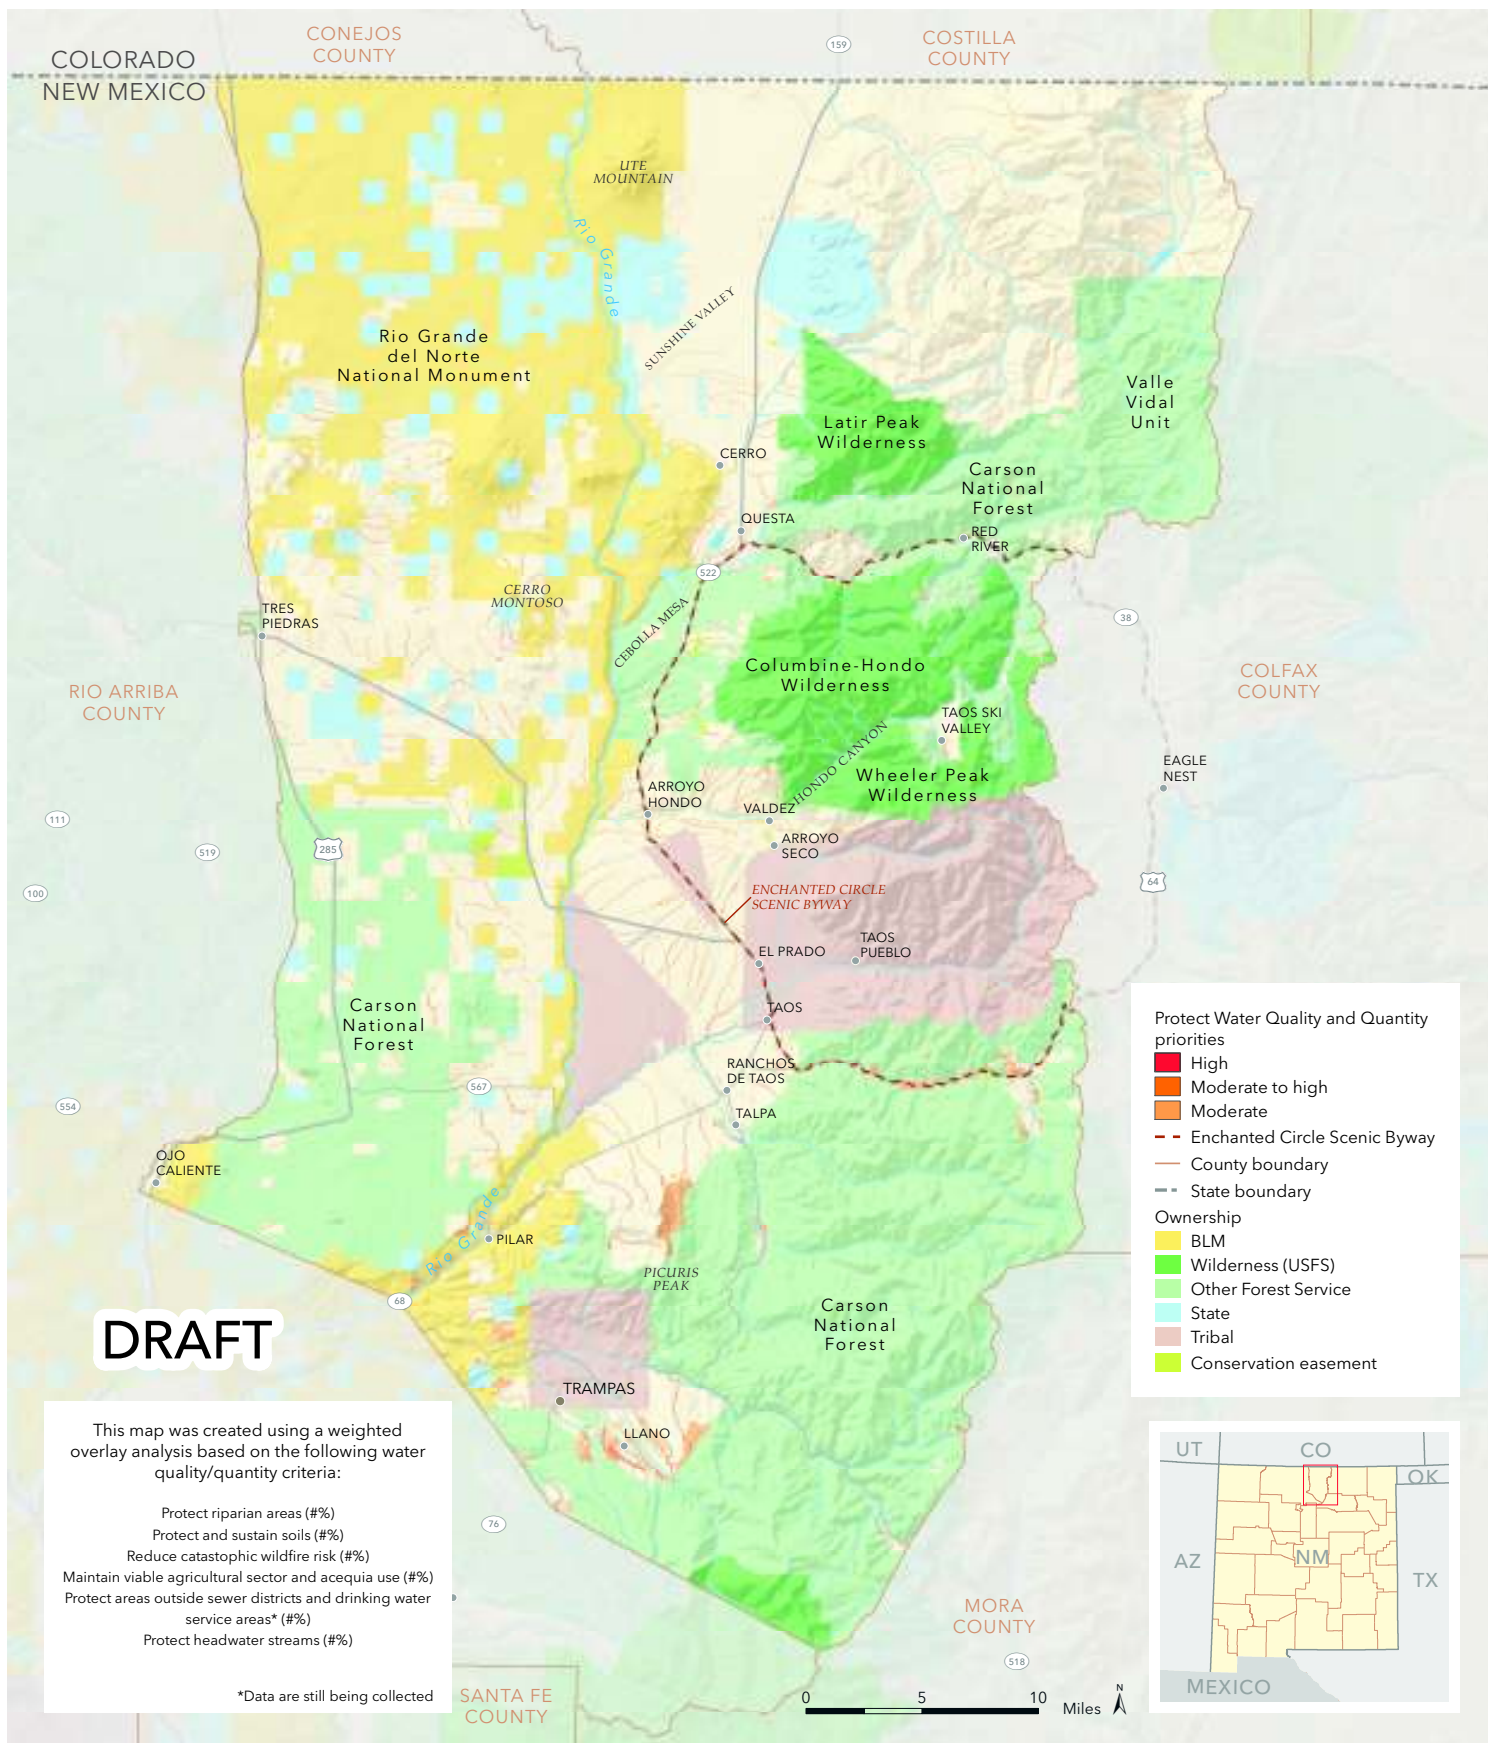 CONEJOS
COUNTY
159
COSTILLA
COUNTY
COLORADO
NEW MEXICO
UTE
MOUNTAIN
Rio Grande
SUNSHINE VALLEY
Rio Grande
del Norte
National Monument
Valle
Vidal
Unit
Latir Peak
Wilderness
CERRO
Carson
National
Forest
QUESTA
RED
RIVER
522
CERRO
MONTOSO
TRES
PIEDRAS
CEBOLLA MESA
38
Columbine-Hondo
Wilderness
RIO ARRIBA
COUNTY
COLFAX
COUNTY
TAOS SKI
VALLEY
HONDO CANYON
EAGLE
NEST
Wheeler Peak
Wilderness
ARROYO
HONDO
VALDEZ
111
519
285
ARROYO
SECO
100
64
ENCHANTED CIRCLE
SCENIC BYWAY
EL PRADO
TAOS
PUEBLO
Carson
National
Forest
TAOS
RANCHOS
DE TAOS
567
554
TALPA
OJO
CALIENTE
Rio Grande
PILAR
PICURIS
PEAK
68
Carson
National
Forest
DRAFT
TRAMPAS
LLANO
76
MORA
COUNTY
518
SANTA FE
COUNTY
This map was created using a weighted
overlay analysis based on the following water
quality/quantity criteria:
Protect riparian areas (#%)
Protect and sustain soils (#%)
Reduce catastophic wildfire risk (#%)
Maintain viable agricultural sector and acequia use (#%)
Protect areas outside sewer districts and drinking water
service areas* (#%)
Protect headwater streams (#%)
*Data are still being collected
Protect Water Quality and Quantity
priorities
High
Moderate to high
Moderate
Enchanted Circle Scenic Byway
County boundary
State boundary
Ownership
BLM
Wilderness (USFS)
Other Forest Service
State
Tribal
Conservation easement
UT
CO
OK
AZ
NM
TX
MEXICO
0 5 10
Miles
N